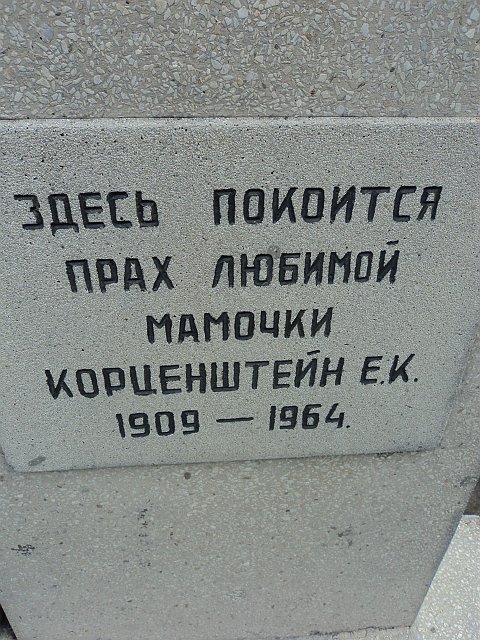 ЗДЕСЬ ПОКОИТСЯ
ПРАХ ЛЮБИМОЙ
МАМОЧКИ
КОРЦЕНШТЕЙН Е.К.
1909 — 1964.